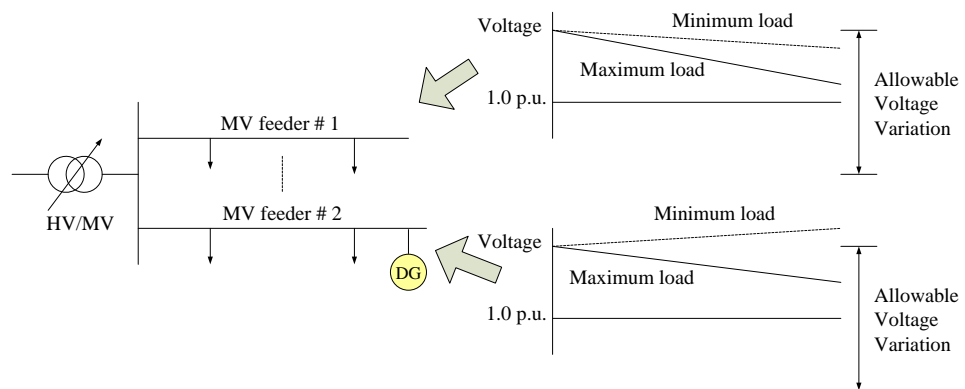 Voltage
Minimum load
Maximum load
1.0 p.u.
Allowable
Voltage
Variation
MV feeder # 1
HV/MV
MV feeder # 2
DG
Voltage
Minimum load
Maximum load
1.0 p.u.
Allowable
Voltage
Variation